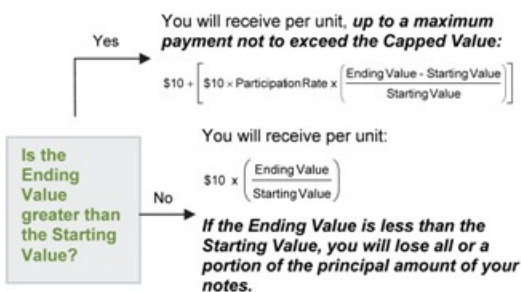 You will receive per unit, up to a maximum
payment not to exceed the Capped Value:
Yes
$10 + [ $10 × Participation Rate x ( Ending Value - Starting Value / Starting Value ) ]
You will receive per unit:
$10 x ( Ending Value / Starting Value )
Is the
Ending
Value
greater than
the Starting
Value?
No
If the Ending Value is less than the
Starting Value, you will lose all or a
portion of the principal amount of your
notes.